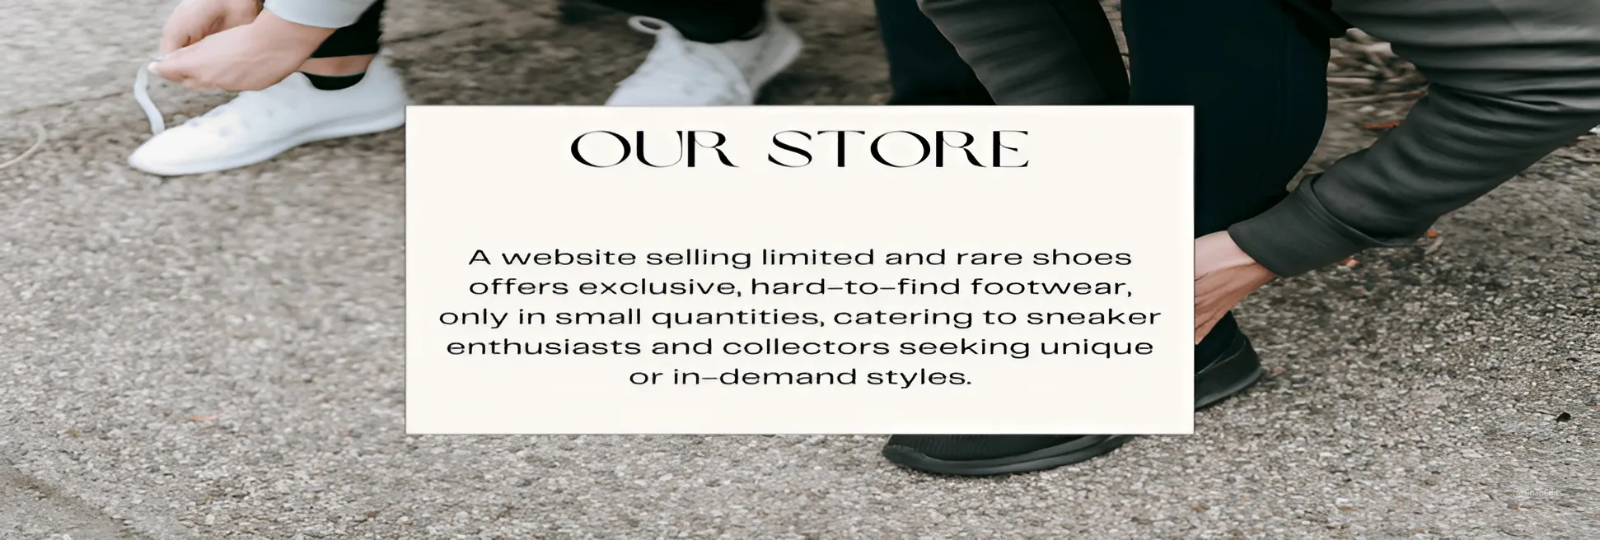 OUR STORE
A website selling limited and rare shoes
offers exclusive, hard-to-find footwear,
only in small quantities, catering to sneaker
enthusiasts and collectors seeking unique
or in-demand styles.